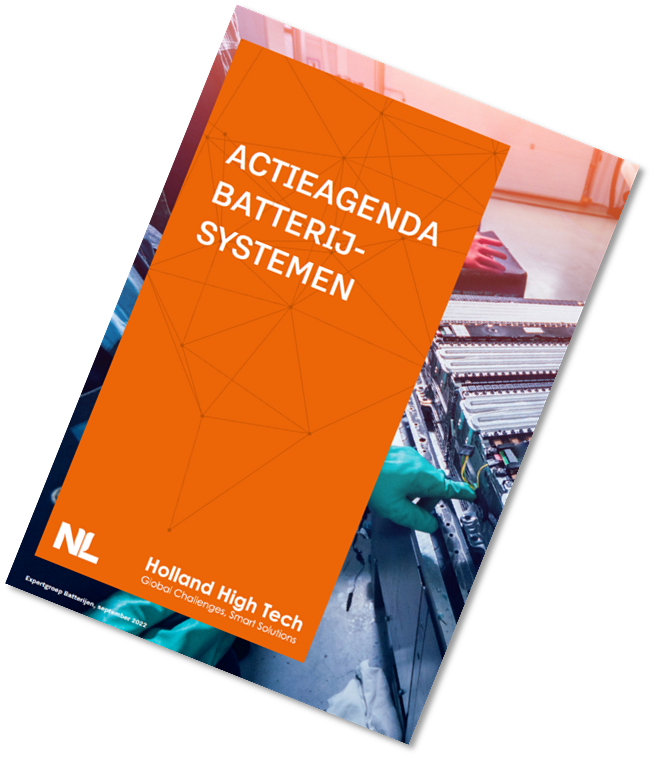 ACTIEAGENDA
BATTERIJ-
SYSTEMEN
NL
Holland High Tech
Global Challenges, Smart Solutions
Expertgroep Batterijen, september 2022